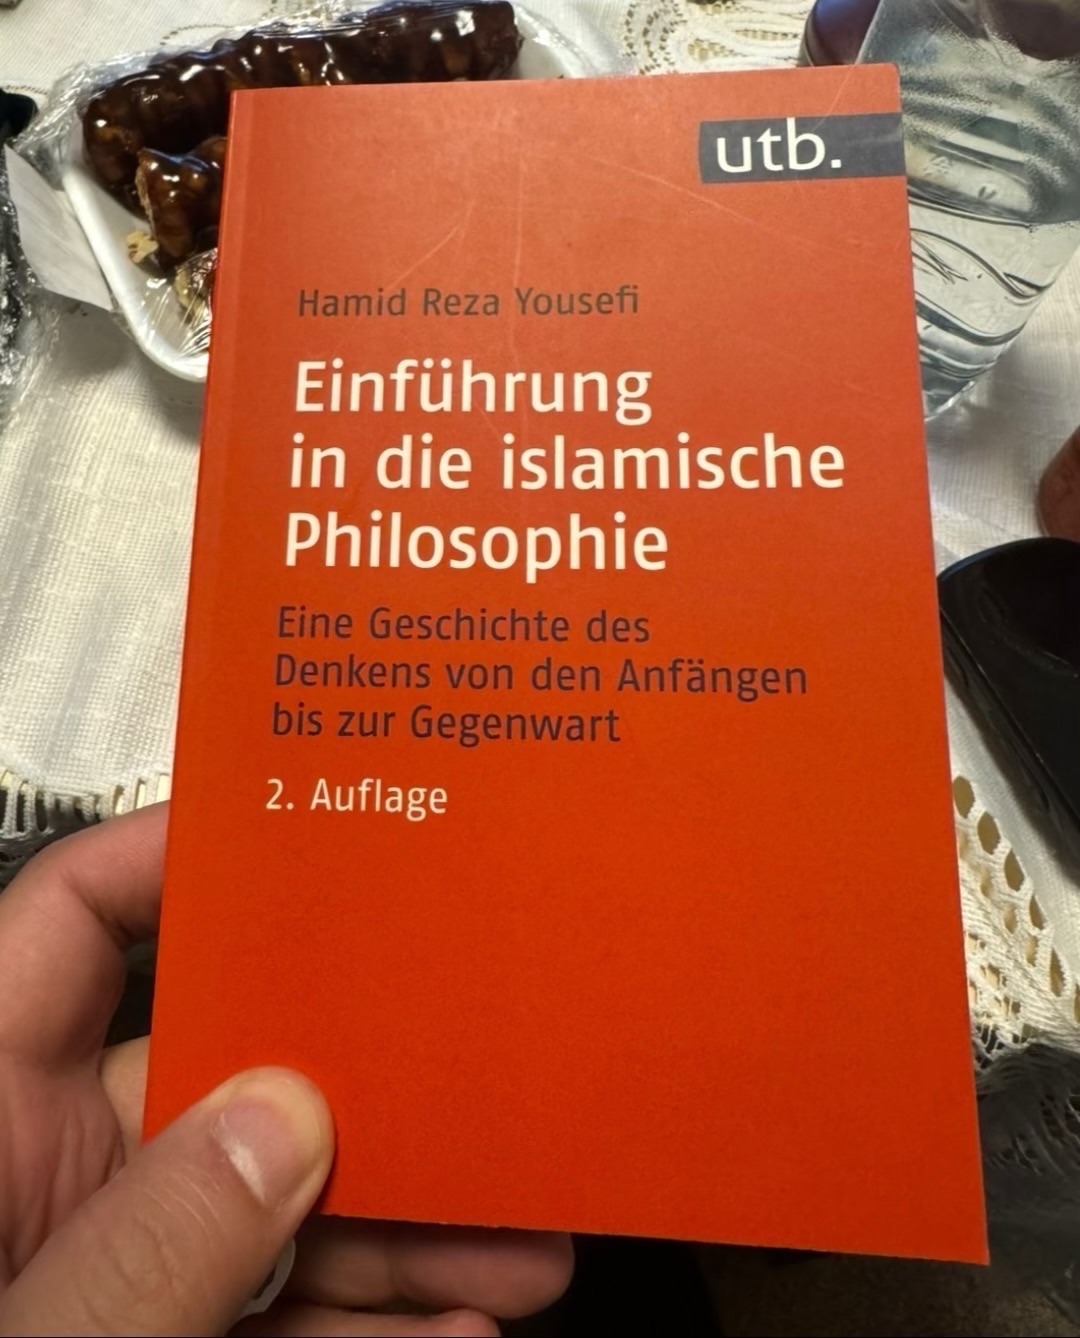 utb.
Hamid Reza Yousefi
Einführung
in die islamische
Philosophie
Eine Geschichte des
Denkens von den Anfängen
bis zur Gegenwart
2. Auflage